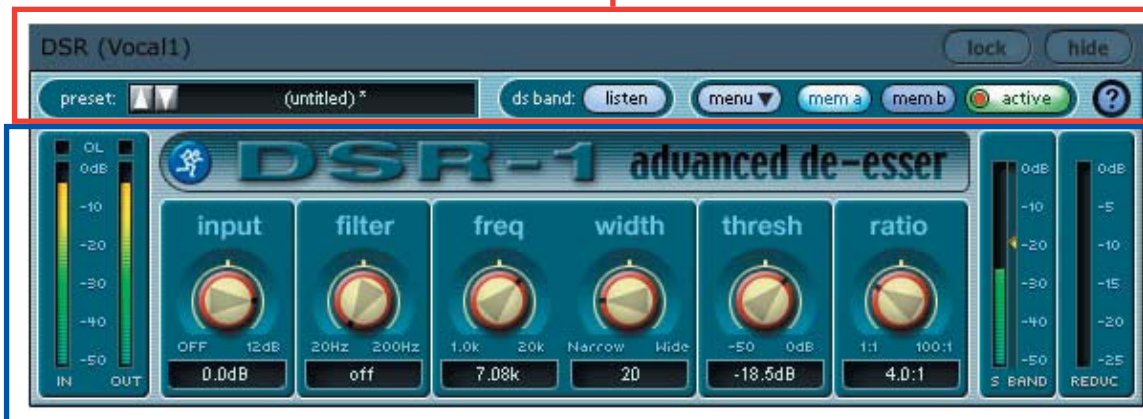 DSR (Vocal1) lock hide
preset: (untitled) * ds band: listen menu mem a mem b active ?
OL
0dB
-10
-20
-30
-40
-50
IN OUT
DSR-1 advanced de-esser
input filter freq width thresh ratio
OFF 12dB 20Hz 200Hz 1.0k 20k Narrow Wide -50 0dB 1:1 100:1
0.0dB off 7.08k 20 -18.5dB 4.0:1
0dB
-10
-20
-30
-40
-50
S BAND
0dB
-5
-10
-15
-20
-25
REDUC